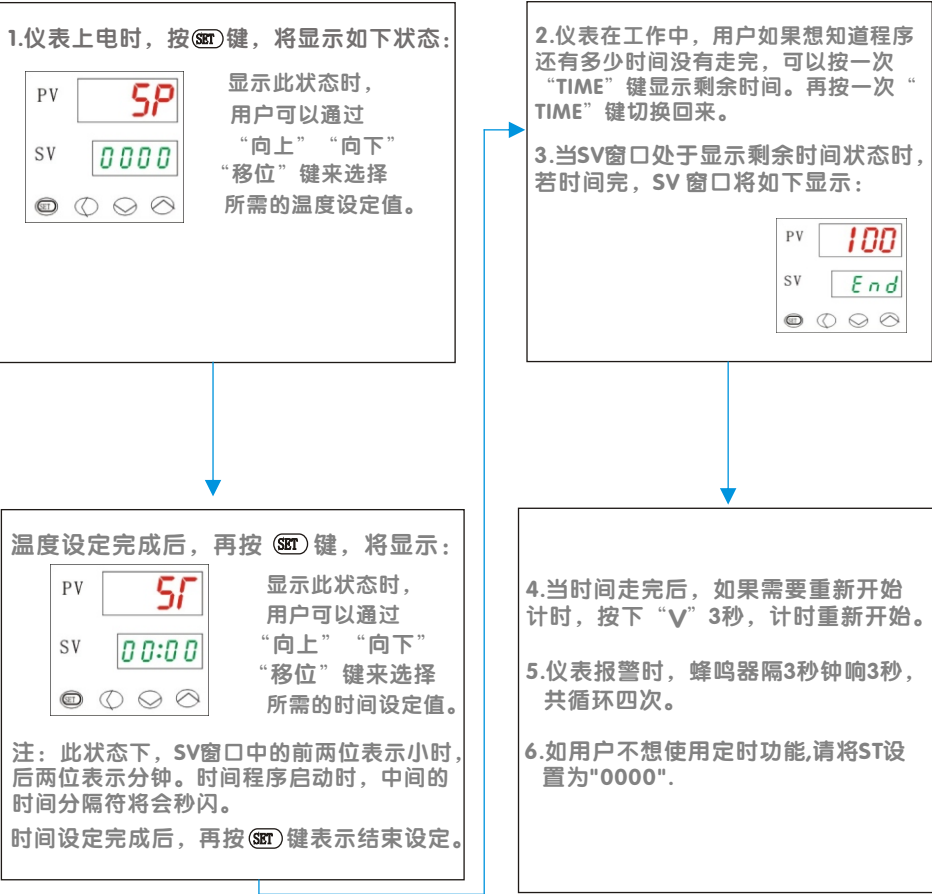 1.仪表上电时，按SET键，将显示如下状态：
PV SP
SV 0000
SET
显示此状态时，
用户可以通过
“向上” “向下”
“移位”键来选择
所需的温度设定值。
温度设定完成后，再按 SET 键，将显示：
PV ST
SV 00:00
SET
显示此状态时，
用户可以通过
“向上” “向下”
“移位”键来选择
所需的时间设定值。
注：此状态下，SV窗口中的前两位表示小时，
后两位表示分钟。时间程序启动时，中间的
时间分隔符将会秒闪。
时间设定完成后，再按SET键表示结束设定。
2.仪表在工作中，用户如果想知道程序
还有多少时间没有走完，可以按一次
“TIME”键显示剩余时间。再按一次“
TIME”键切换回来。
3.当SV窗口处于显示剩余时间状态时，
若时间完，SV 窗口将如下显示：
PV 100
SV End
SET
4.当时间走完后，如果需要重新开始
计时，按下“V”3秒，计时重新开始。
5.仪表报警时，蜂鸣器隔3秒钟响3秒，
共循环四次。
6.如用户不想使用定时功能,请将ST设
置为"0000".